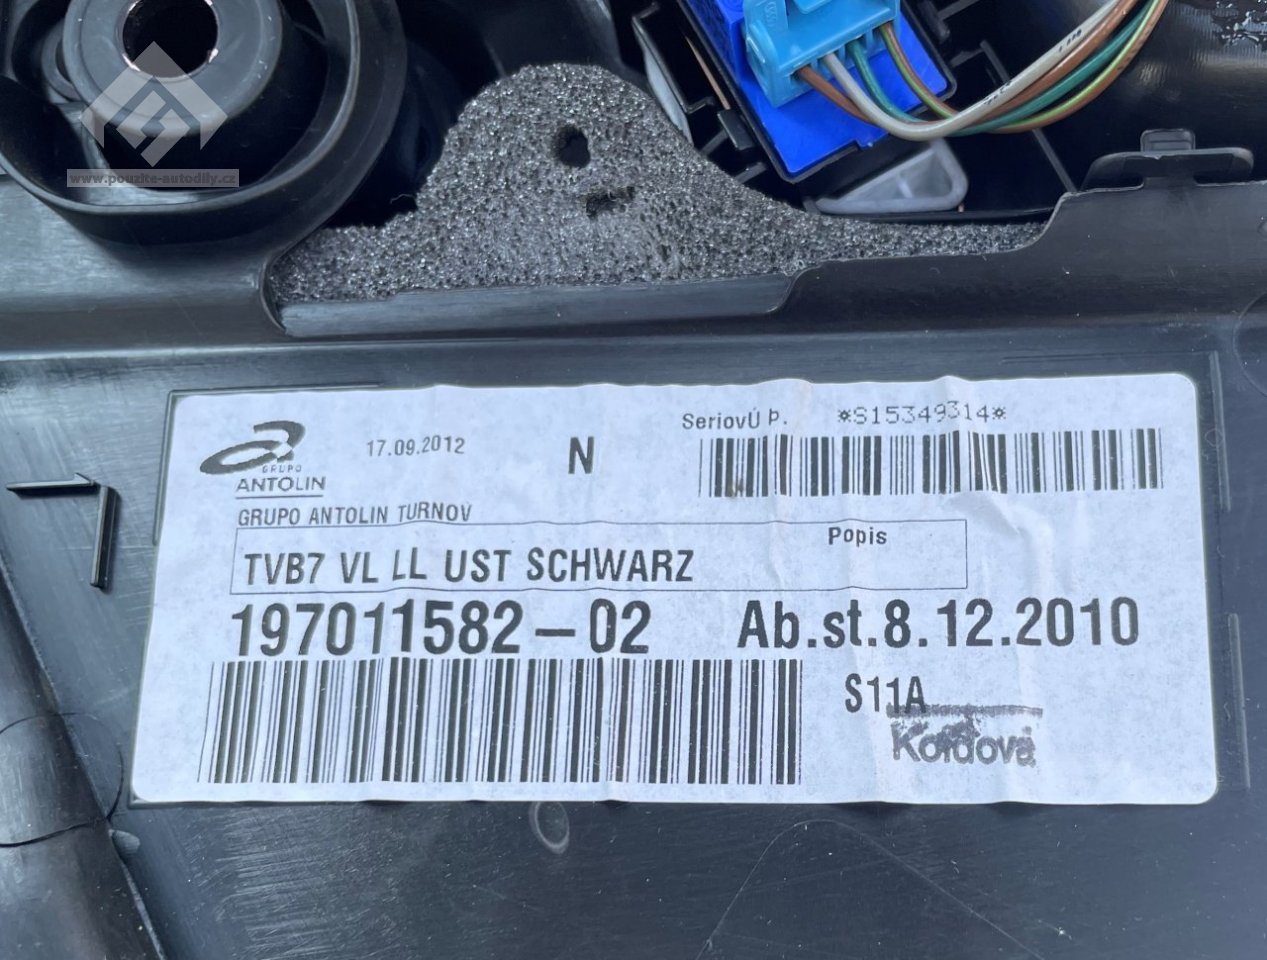 www.pouzite-autodily.cz
GRUPO
ANTOLIN
17.09.2012
N
SeriovÚ P.
*S15349314*
GRUPO ANTOLIN TURNOV
Popis
TVB7 VL LL UST SCHWARZ
197011582-02
Ab.st.8.12.2010
S11A
Koldová